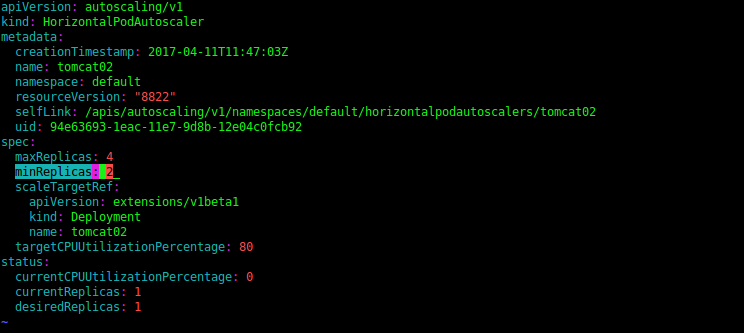 apiVersion: autoscaling/v1
kind: HorizontalPodAutoscaler
metadata:
  creationTimestamp: 2017-04-11T11:47:03Z
  name: tomcat02
  namespace: default
  resourceVersion: "8822"
  selfLink: /apis/autoscaling/v1/namespaces/default/horizontalpodautoscalers/tomcat02
  uid: 94e63693-1eac-11e7-9d8b-12e04c0fcb92
spec:
  maxReplicas: 4
  minReplicas: 2
  scaleTargetRef:
    apiVersion: extensions/v1beta1
    kind: Deployment
    name: tomcat02
  targetCPUUtilizationPercentage: 80
status:
  currentCPUUtilizationPercentage: 0
  currentReplicas: 1
  desiredReplicas: 1
~